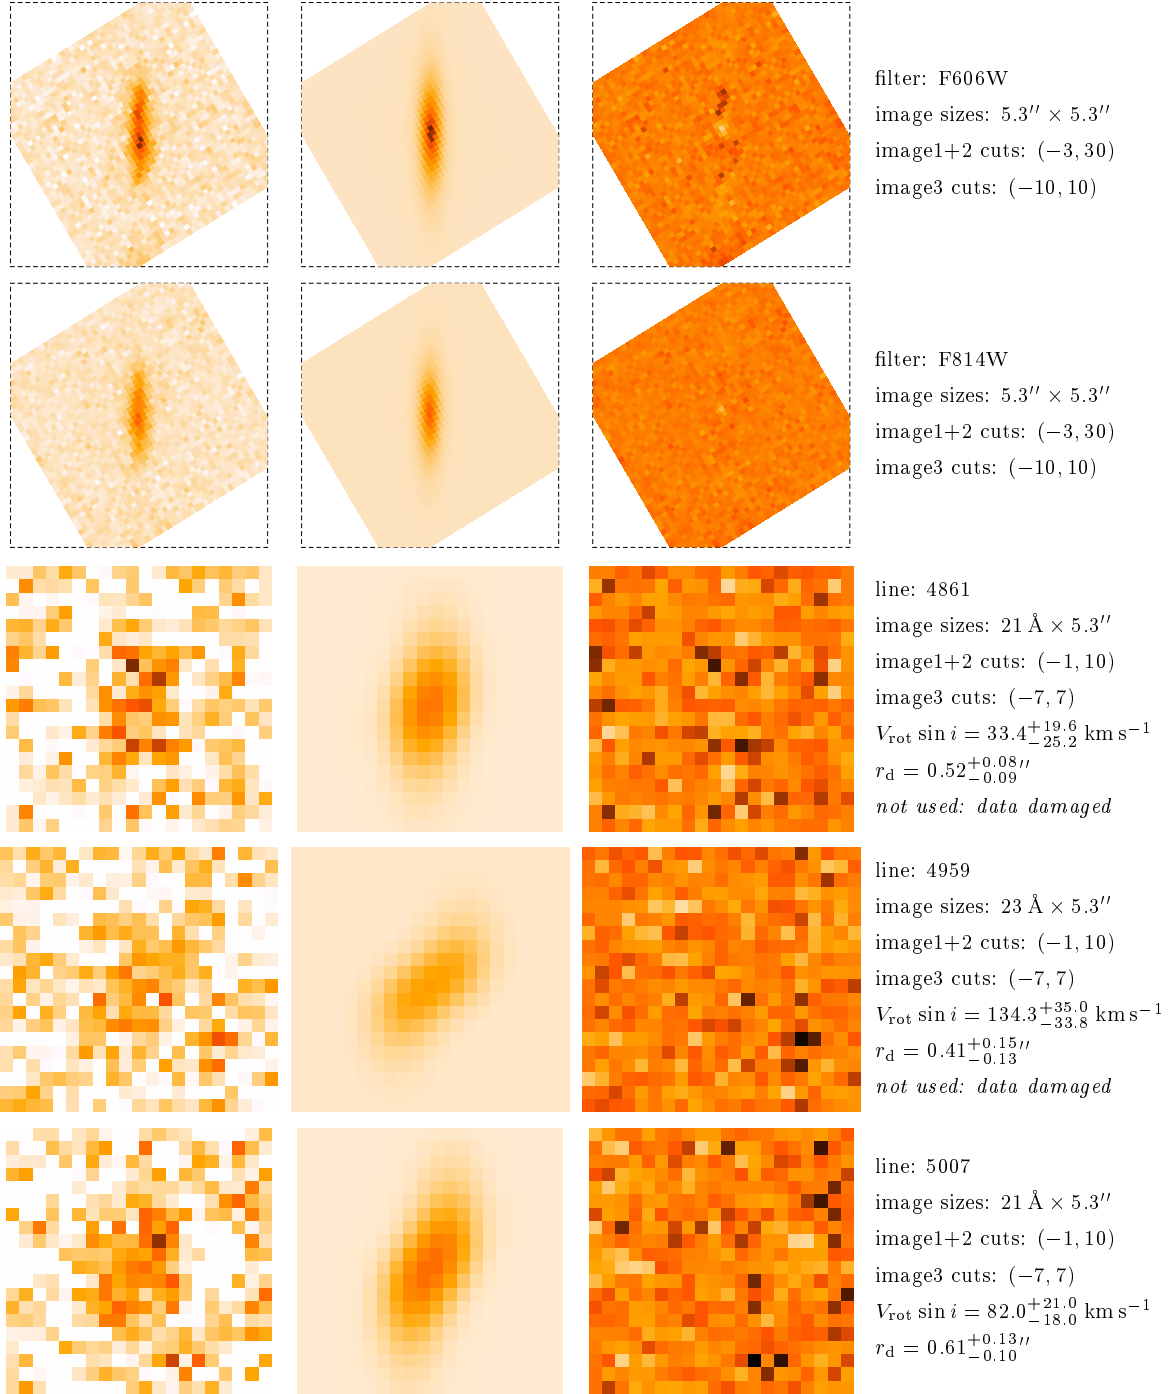 filter: F606W
image sizes: 5.3′′ × 5.3′′
image1+2 cuts: (−3, 30)
image3 cuts: (−10, 10)
filter: F814W
image sizes: 5.3′′ × 5.3′′
image1+2 cuts: (−3, 30)
image3 cuts: (−10, 10)
line: 4861
image sizes: 21 Å × 5.3′′
image1+2 cuts: (−1, 10)
image3 cuts: (−7, 7)
V_rot sin i = 33.4^{+19.6}_{−25.2} km s^{−1}
r_d = 0.52^{+0.08}_{−0.09}′′
not used: data damaged
line: 4959
image sizes: 23 Å × 5.3′′
image1+2 cuts: (−1, 10)
image3 cuts: (−7, 7)
V_rot sin i = 134.3^{+35.0}_{−33.8} km s^{−1}
r_d = 0.41^{+0.15}_{−0.13}′′
not used: data damaged
line: 5007
image sizes: 21 Å × 5.3′′
image1+2 cuts: (−1, 10)
image3 cuts: (−7, 7)
V_rot sin i = 82.0^{+21.0}_{−18.0} km s^{−1}
r_d = 0.61^{+0.13}_{−0.10}′′